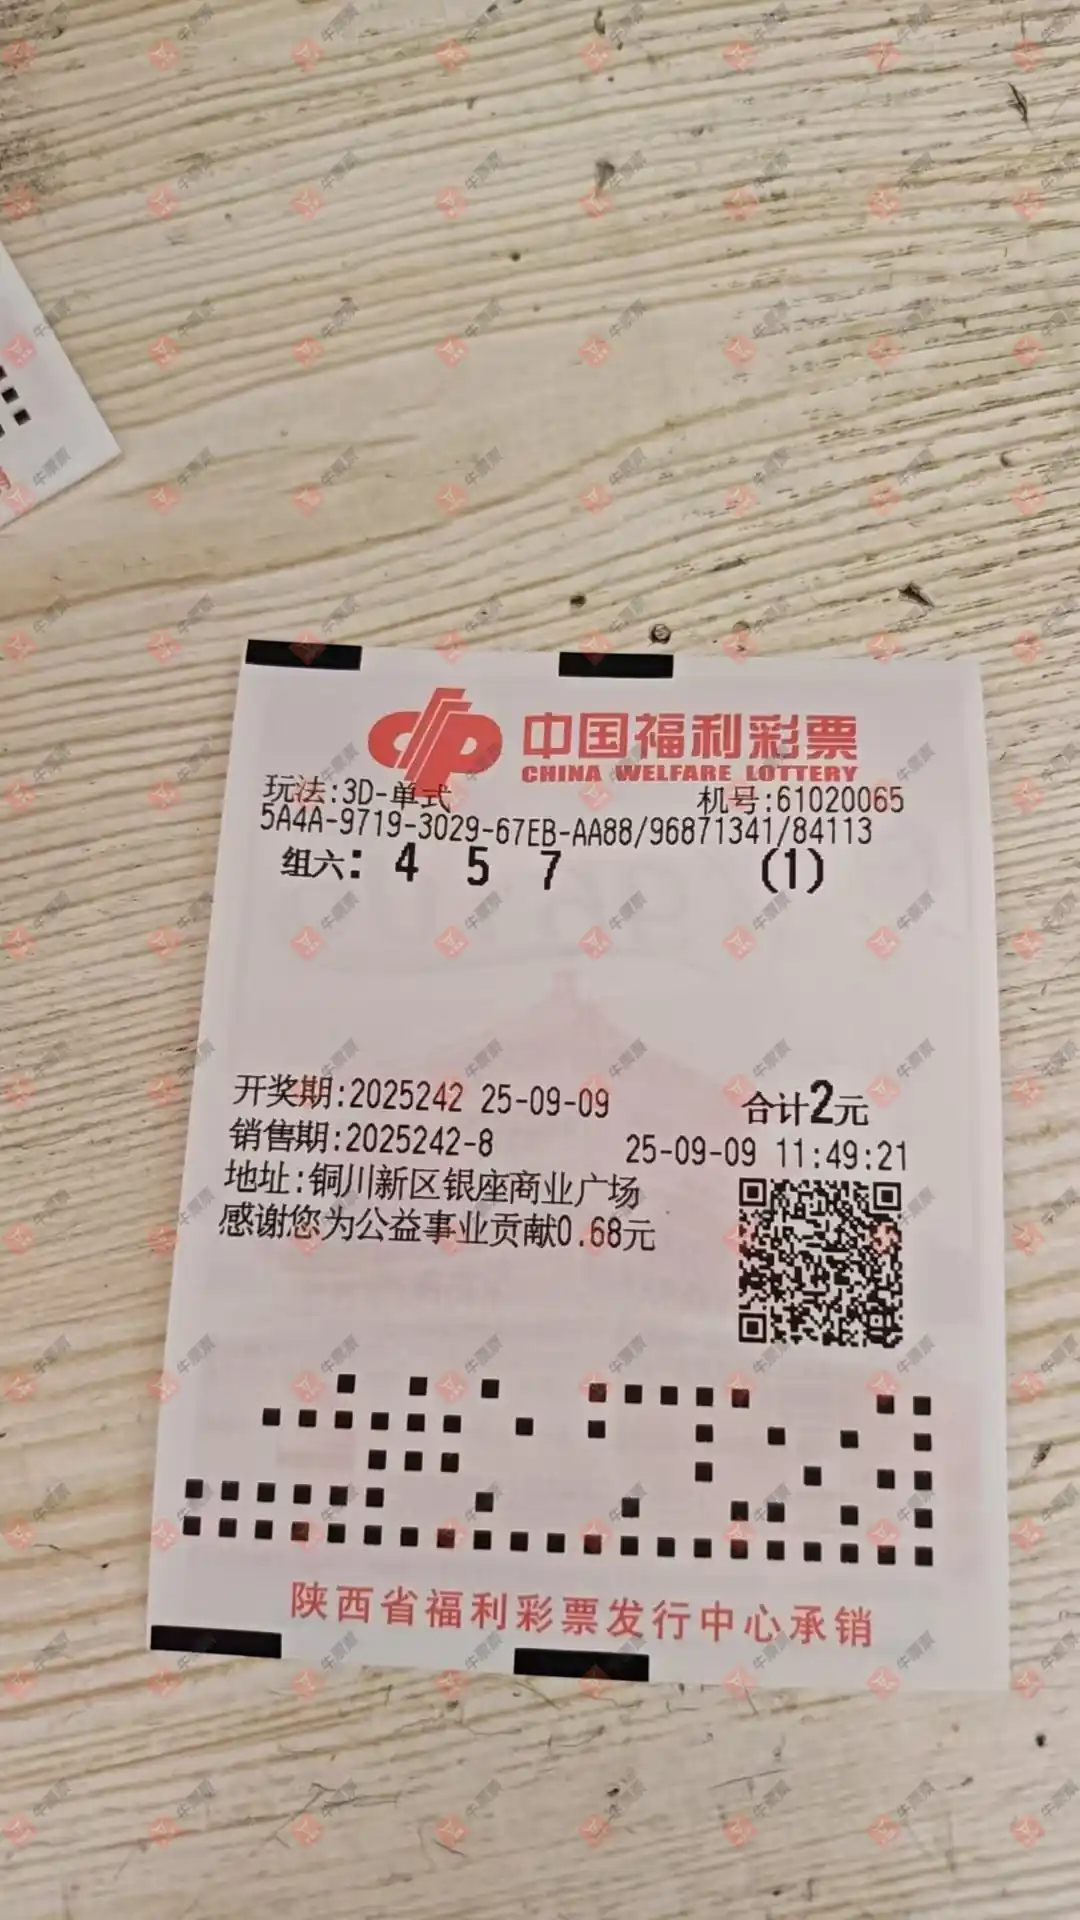 中国福利彩票
CHINA WELFARE LOTTERY
玩法:3D-单式 机号:61020065
5A4A-9719-3029-67EB-AA88/96871341/84113
组六: 4 5 7 (1)
开奖期:2025242 25-09-09 合计2元
销售期:2025242-8 25-09-09 11:49:21
地址:铜川新区银座商业广场
感谢您为公益事业贡献0.68元
陕西省福利彩票发行中心承销